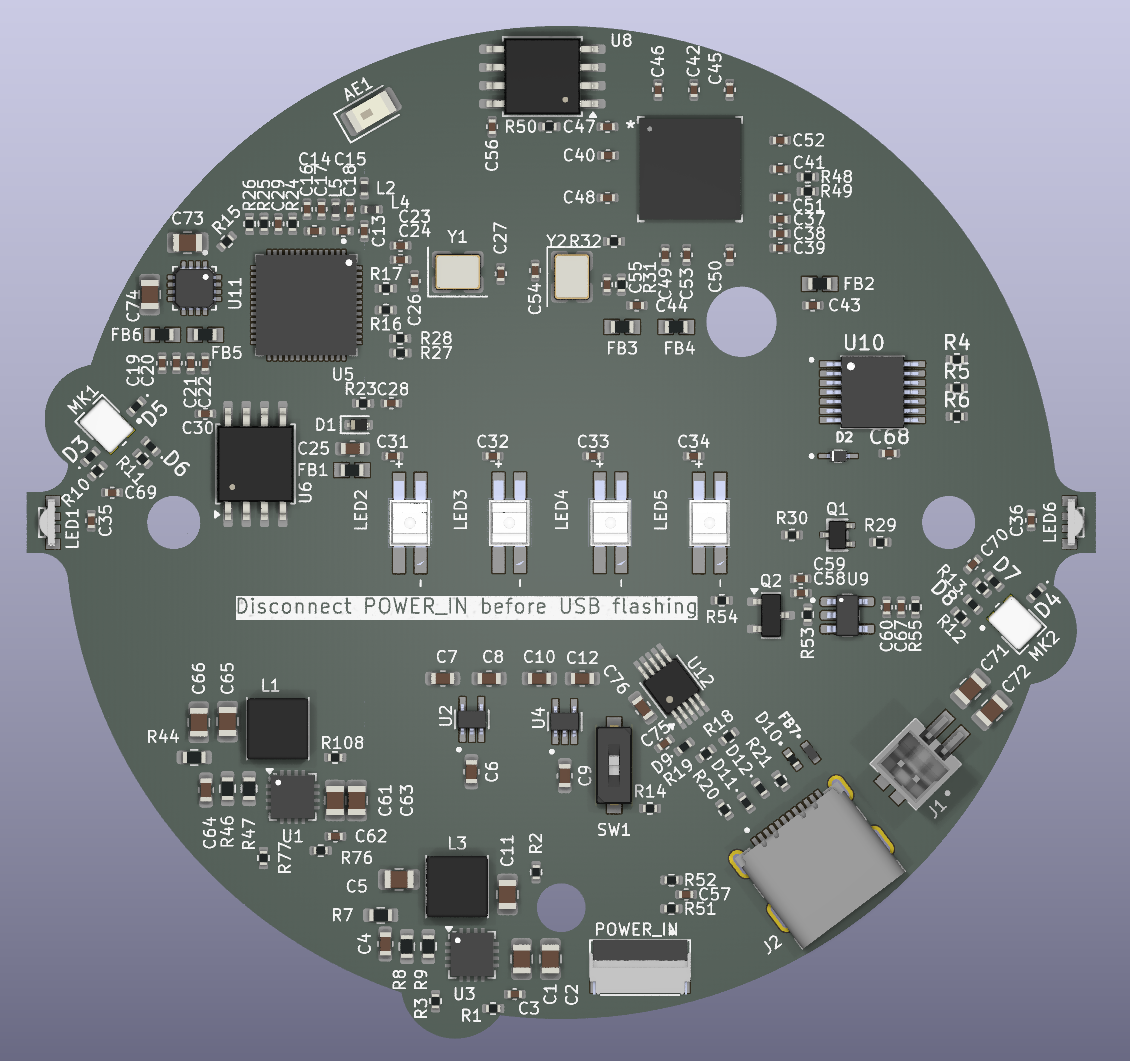 U8
C46
C42
C45
AE1
R50
C47
*
C56
C40
C52
C41
R48
R49
C48
C51
C37
C38
C39
C14
C15
R26
R25
C29
R24
C16
C17
L5
C18
L2
L4
C13
C23
C24
C73
R15
Y1
C27
Y2
R32
C54
C55
R31
C49
C53
C50
R17
C26
R16
C74
U11
FB6
FB5
R28
R27
C44
FB3
FB4
FB2
C43
U10
R4
R5
R6
U5
C19
C20
C21
C22
C30
R23
C28
D1
C25
FB1
U6
MK1
D5
D3
D6
R11
R10
C69
LED1
C35
C31
C32
C33
C34
+
+
+
+
LED2
LED3
LED4
LED5
D2
C68
Q1
R30
R29
C36
LED6
C70
R13
D7
D8
D4
R12
MK2
C59
C58
U9
Q2
R54
R53
C60
C67
R55
Disconnect POWER_IN before USB flashing
C7
C8
C10
C12
U12
C76
C71
C72
C66
C65
L1
U2
U4
R44
R108
C6
C9
C75
R18
D10
FB7
D9
R19
D12
R21
R20
D11
SW1
R14
J1
C64
R46
R47
U1
C61
C63
C62
R77
R76
L3
C11
R2
C5
R7
C4
R8
R9
R3
U3
R1
C3
C1
C2
R52
C57
R51
POWER_IN
J2